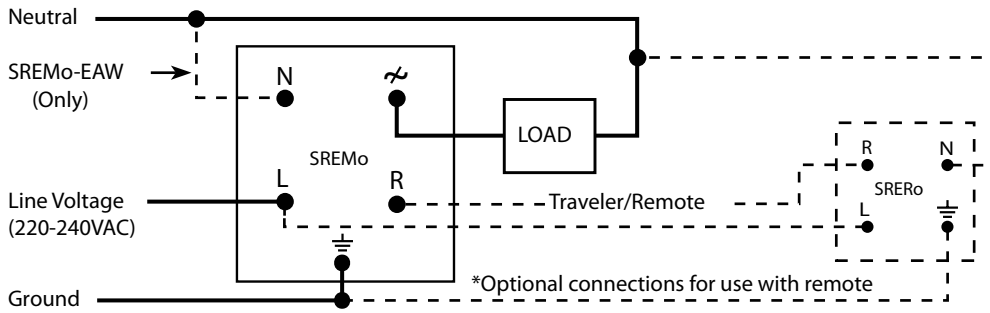 Neutral
SREMo-EAW
(Only)
N
SREMo
L
R
LOAD
Line Voltage
(220-240VAC)
Traveler/Remote
R
N
SRERo
L
*Optional connections for use with remote
Ground